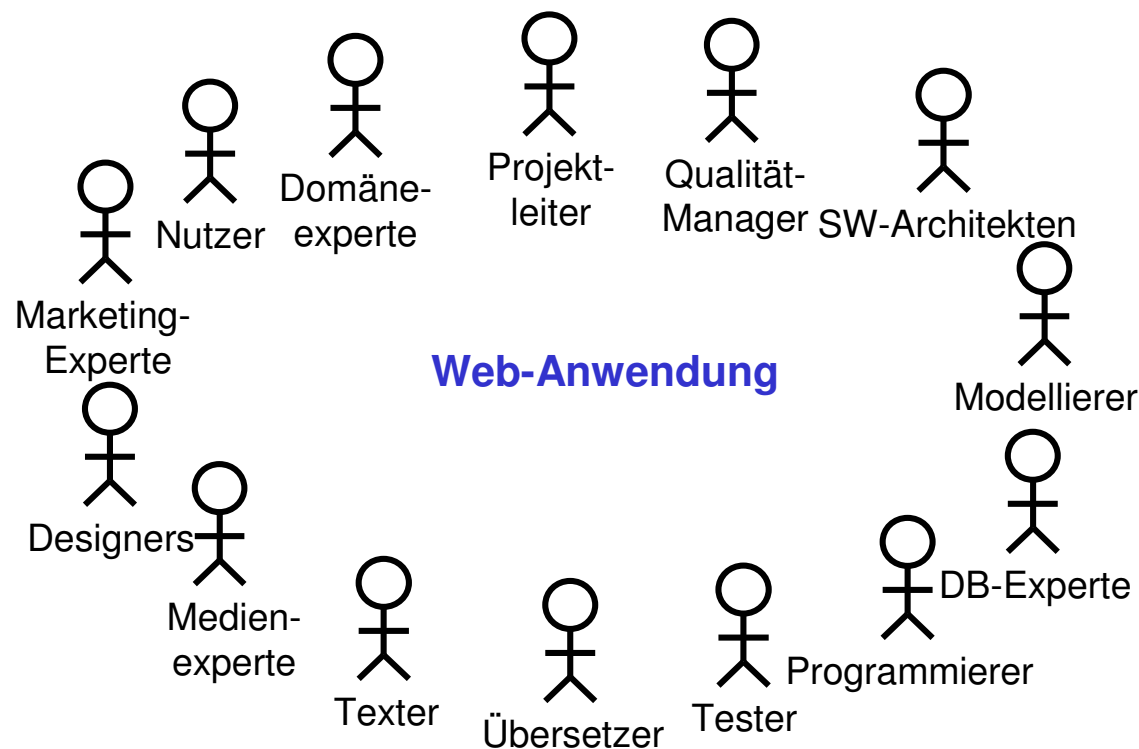 Projekt-
leiter
Qualität-
Manager
SW-Architekten
Domäne-
experte
Nutzer
Marketing-
Experte
Web-Anwendung
Modellierer
Designers
DB-Experte
Medien-
experte
Programmierer
Texter
Übersetzer
Tester